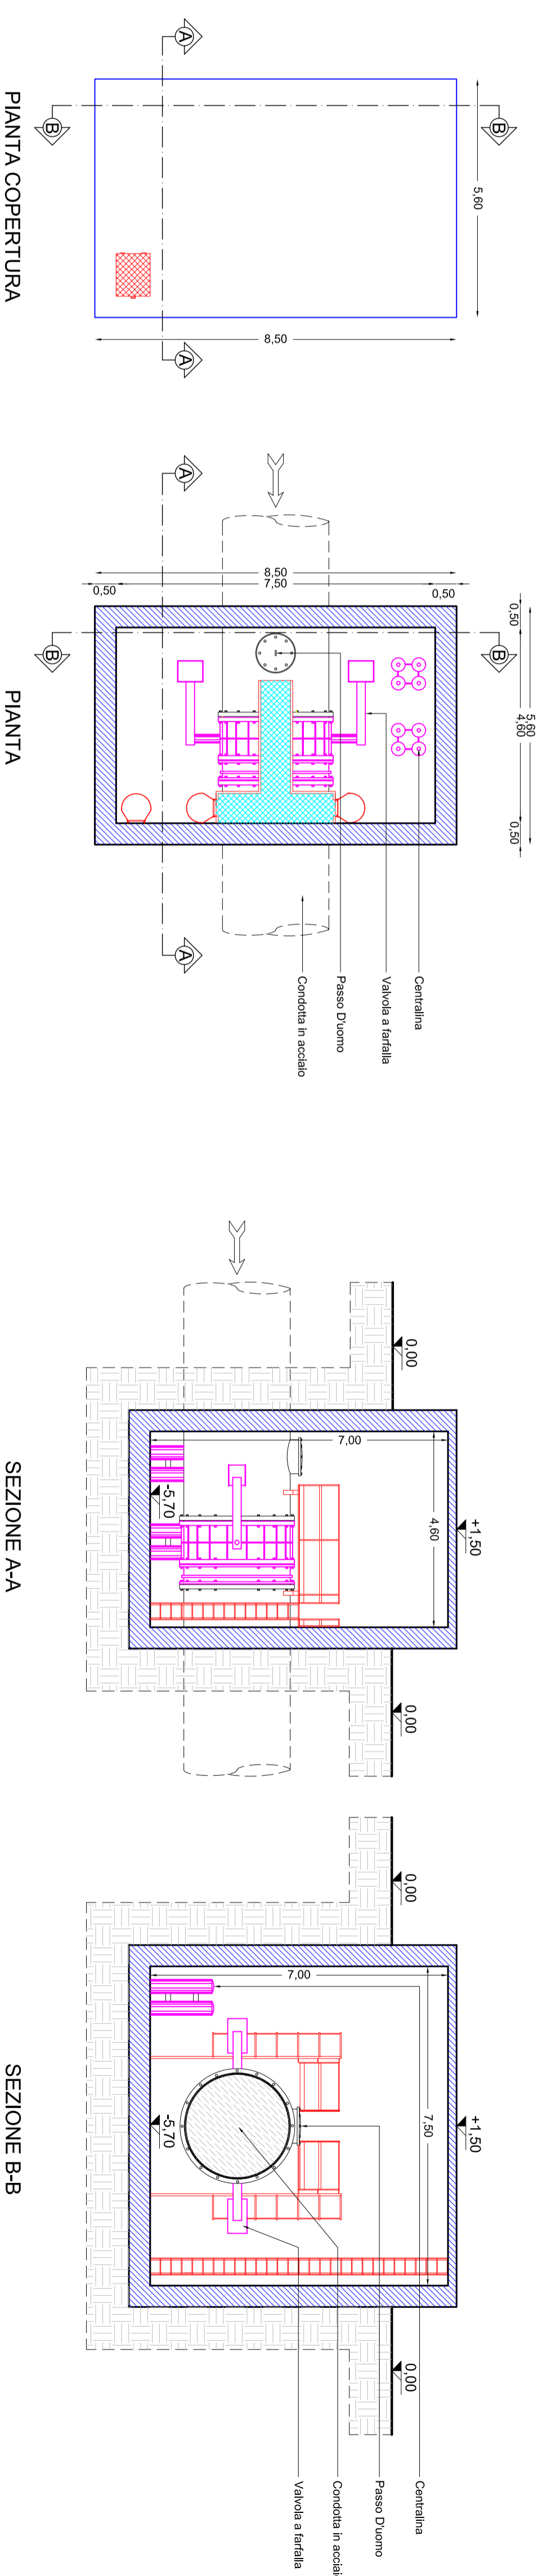 A
A
B
B
5,60
8,50
PIANTA COPERTURA
A
A
B
B
8,50
7,50
0,50
0,50
0,50
5,60
4,60
0,50
Centralina
Valvola a farfalla
Passo D'uomo
Condotta in acciaio
PIANTA
0,00
+1,50
7,00
4,60
-5,70
0,00
SEZIONE A-A
0,00
+1,50
7,00
7,50
-5,70
0,00
Centralina
Passo D'uomo
Condotta in acciaio
Valvola a farfalla
SEZIONE B-B